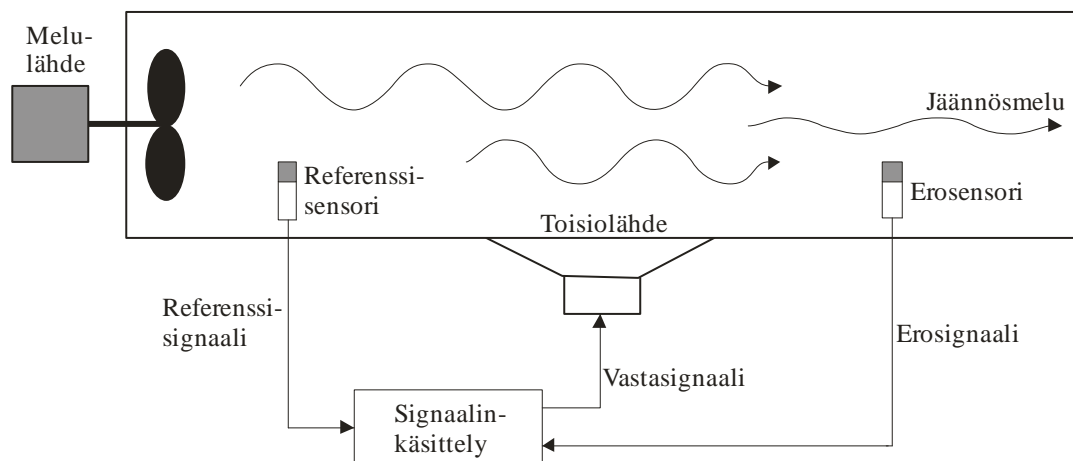 Melu-
lähde
Jäännösmelu
Referenssi-
sensori
Erosensori
Toisiolähde
Referenssi-
signaali
Erosignaali
Vastasignaali
Signaalin-
käsittely